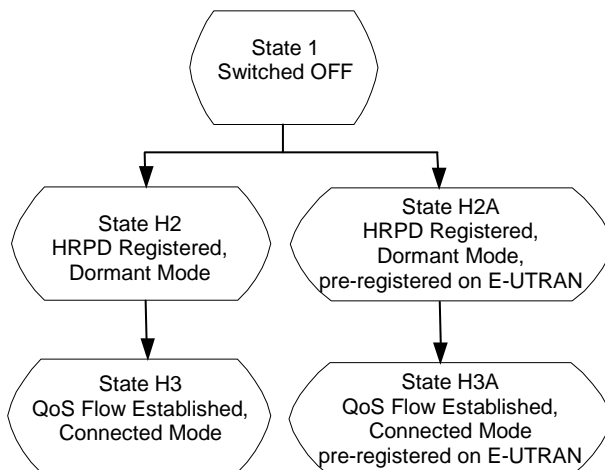 State 1
Switched OFF
State H2
HRPD Registered,
Dormant Mode
State H2A
HRPD Registered,
Dormant Mode,
pre-registered on E-UTRAN
State H3
QoS Flow Established,
Connected Mode
State H3A
QoS Flow Established,
Connected Mode
pre-registered on E-UTRAN